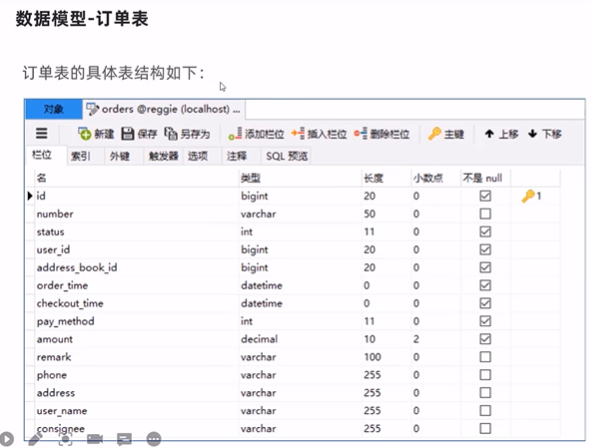 数据模型-订单表
订单表的具体表结构如下：
对象 orders @reggie (localhost) ...
新建 保存 另存为 添加栏位 插入栏位 删除栏位 主键 上移 下移
栏位 索引 外键 触发器 选项 注释 SQL 预览
名 类型 长度 小数点 不是 null
id bigint 20 0 1
number varchar 50 0
status int 11 0
user_id bigint 20 0
address_book_id bigint 20 0
order_time datetime 0 0
checkout_time datetime 0 0
pay_method int 11 0
amount decimal 10 2
remark varchar 100 0
phone varchar 255 0
address varchar 255 0
user_name varchar 255 0
consignee varchar 255 0